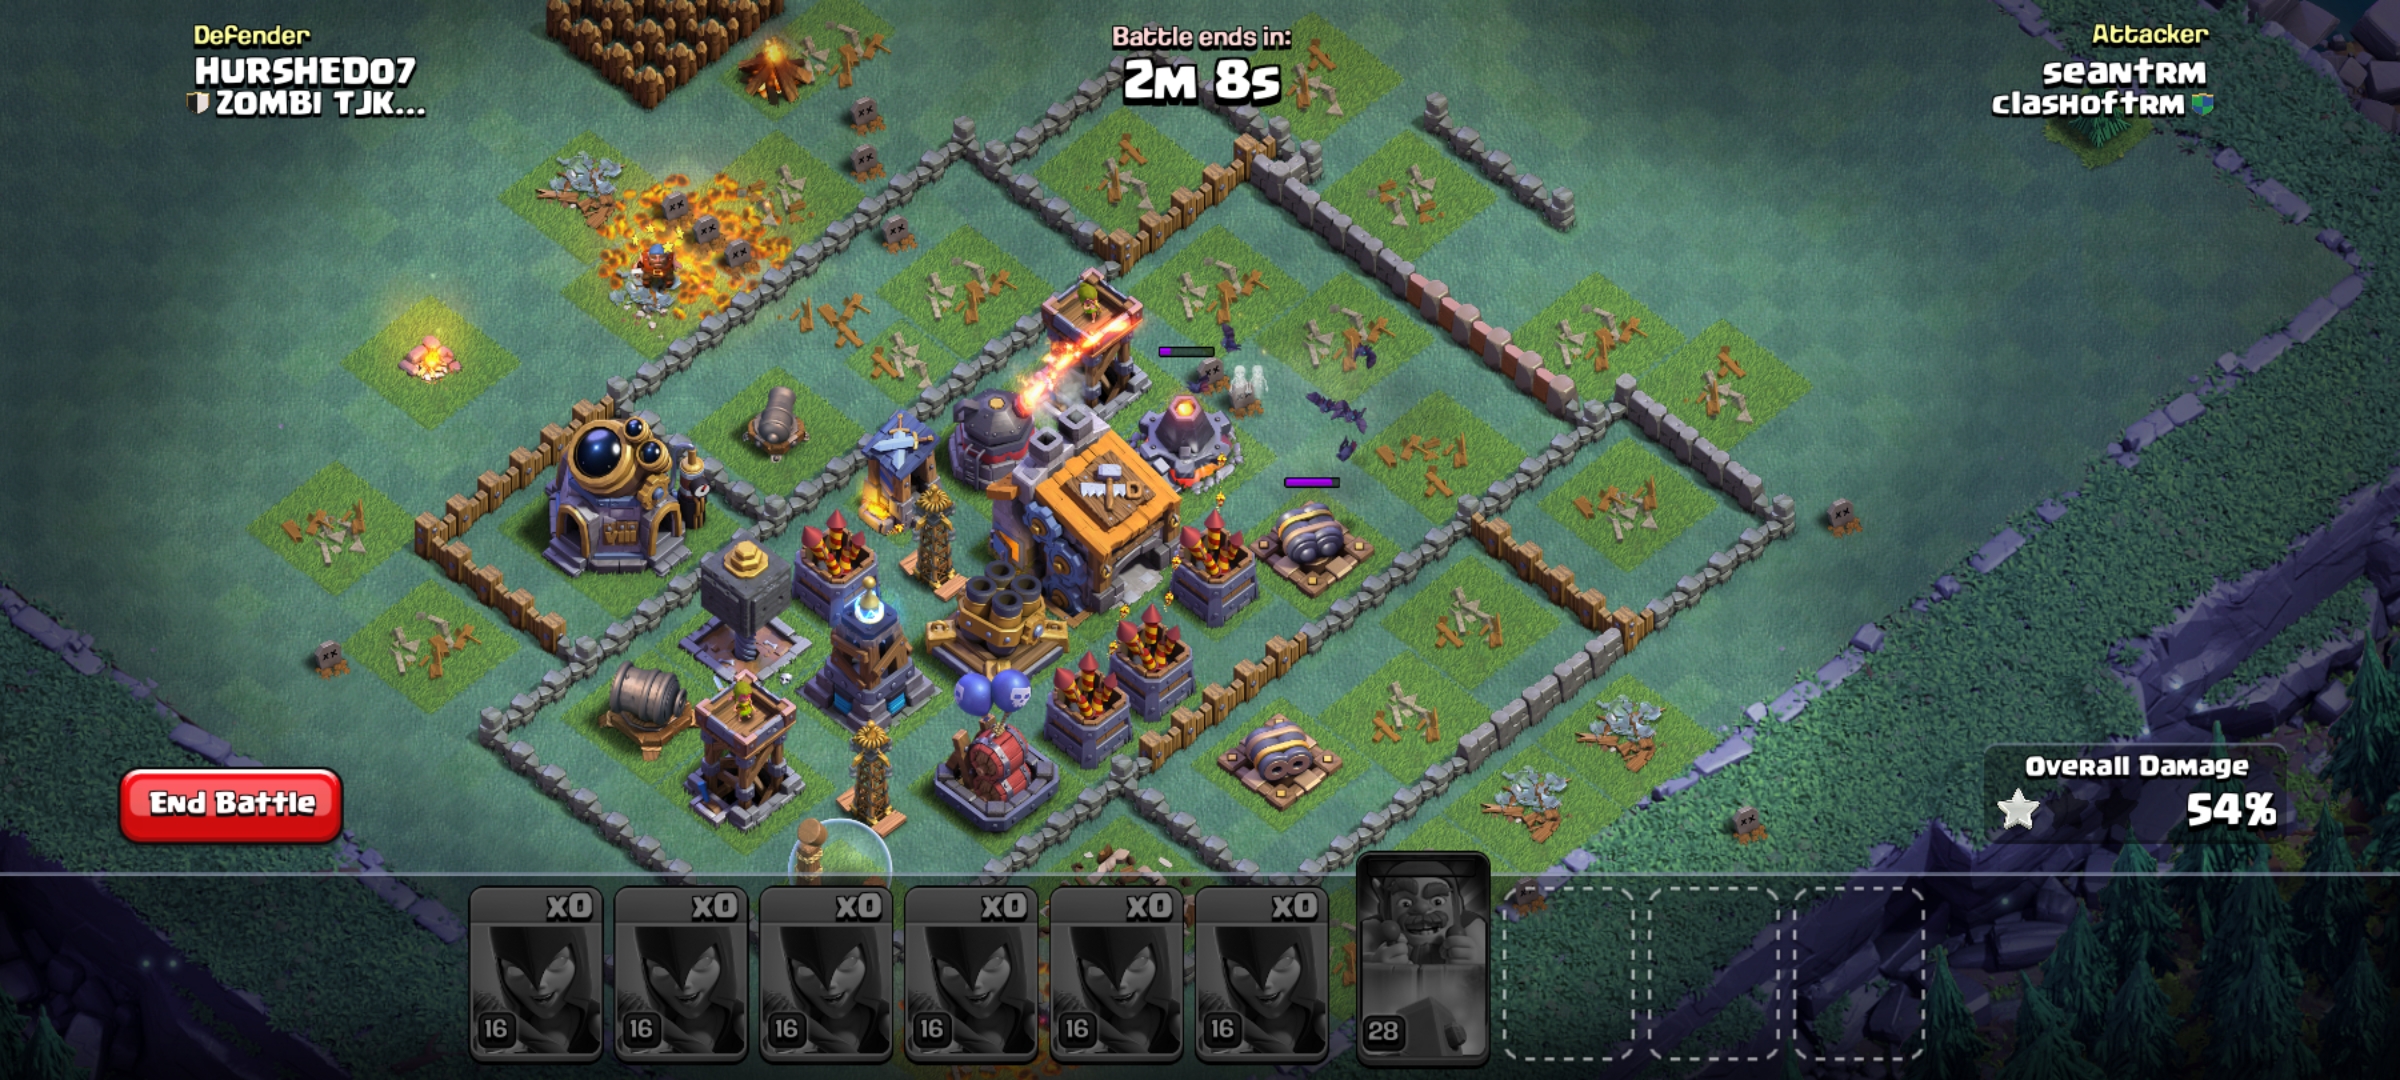 Defender
HURSHED07
ZOMBI TJK...
Battle ends in:
2M 8s
Attacker
seantRM
clashoftRM
VIII
End Battle
Overall Damage
54%
x0
x0
x0
x0
x0
x0
16
16
16
16
16
16
28